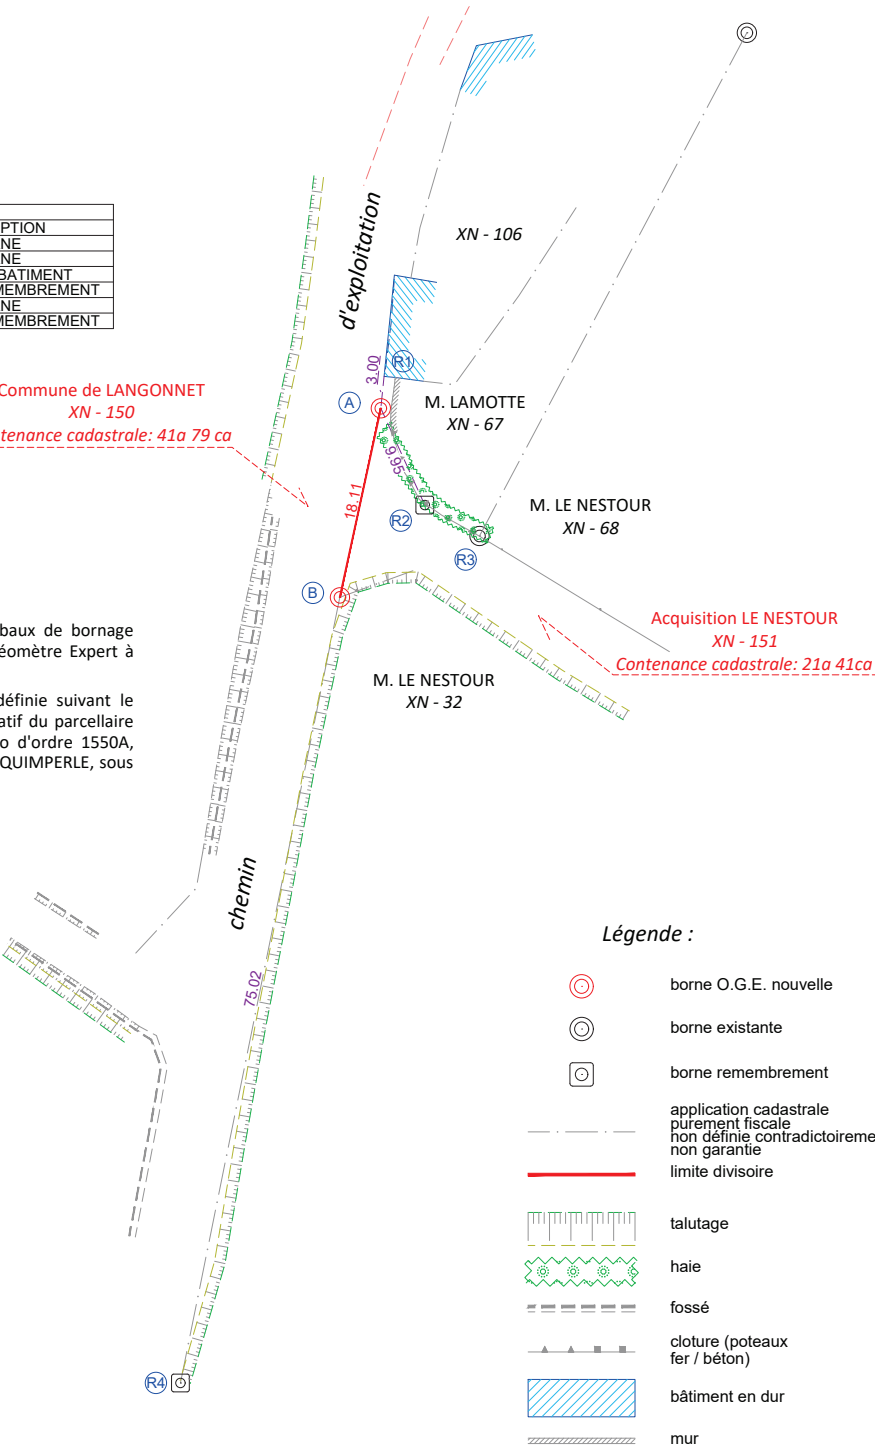 d'exploitation
XN - 106
PTION
NE
NE
BATIMENT
MEMBREMENT
NE
MEMBREMENT
3.00
R1
A
Commune de LANGONNET
XN - 150
tenance cadastrale: 41a 79 ca
M. LAMOTTE
XN - 67
9.95
18.11
R2
R3
M. LE NESTOUR
XN - 68
B
Acquisition LE NESTOUR
XN - 151
Contenance cadastrale: 21a 41ca
baux de bornage
éomètre Expert à
éfinie suivant le
atif du parcellaire
o d'ordre 1550A,
QUIMPERLE, sous
M. LE NESTOUR
XN - 32
chemin
75.02
R4
Légende :
borne O.G.E. nouvelle
borne existante
borne remembrement
application cadastrale
purement fiscale
non définie contradictoireme
non garantie
limite divisoire
talutage
haie
fossé
cloture (poteaux
fer / béton)
bâtiment en dur
mur